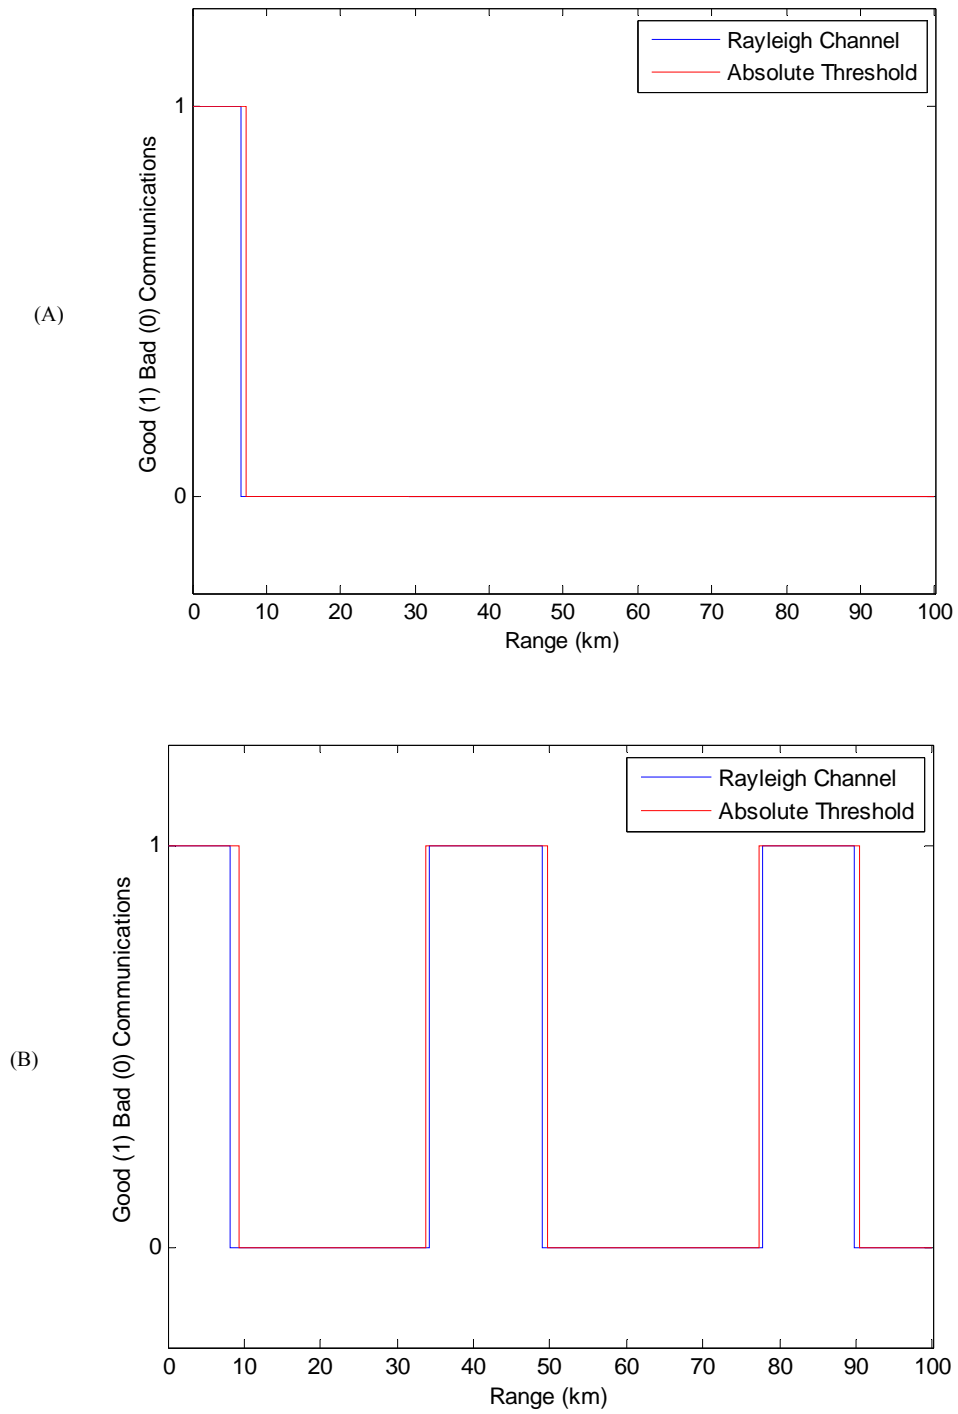 Rayleigh Channel
Absolute Threshold
1
0
Good (1) Bad (0) Communications
(A)
0 10 20 30 40 50 60 70 80 90 100
Range (km)
Rayleigh Channel
Absolute Threshold
1
0
Good (1) Bad (0) Communications
(B)
0 10 20 30 40 50 60 70 80 90 100
Range (km)